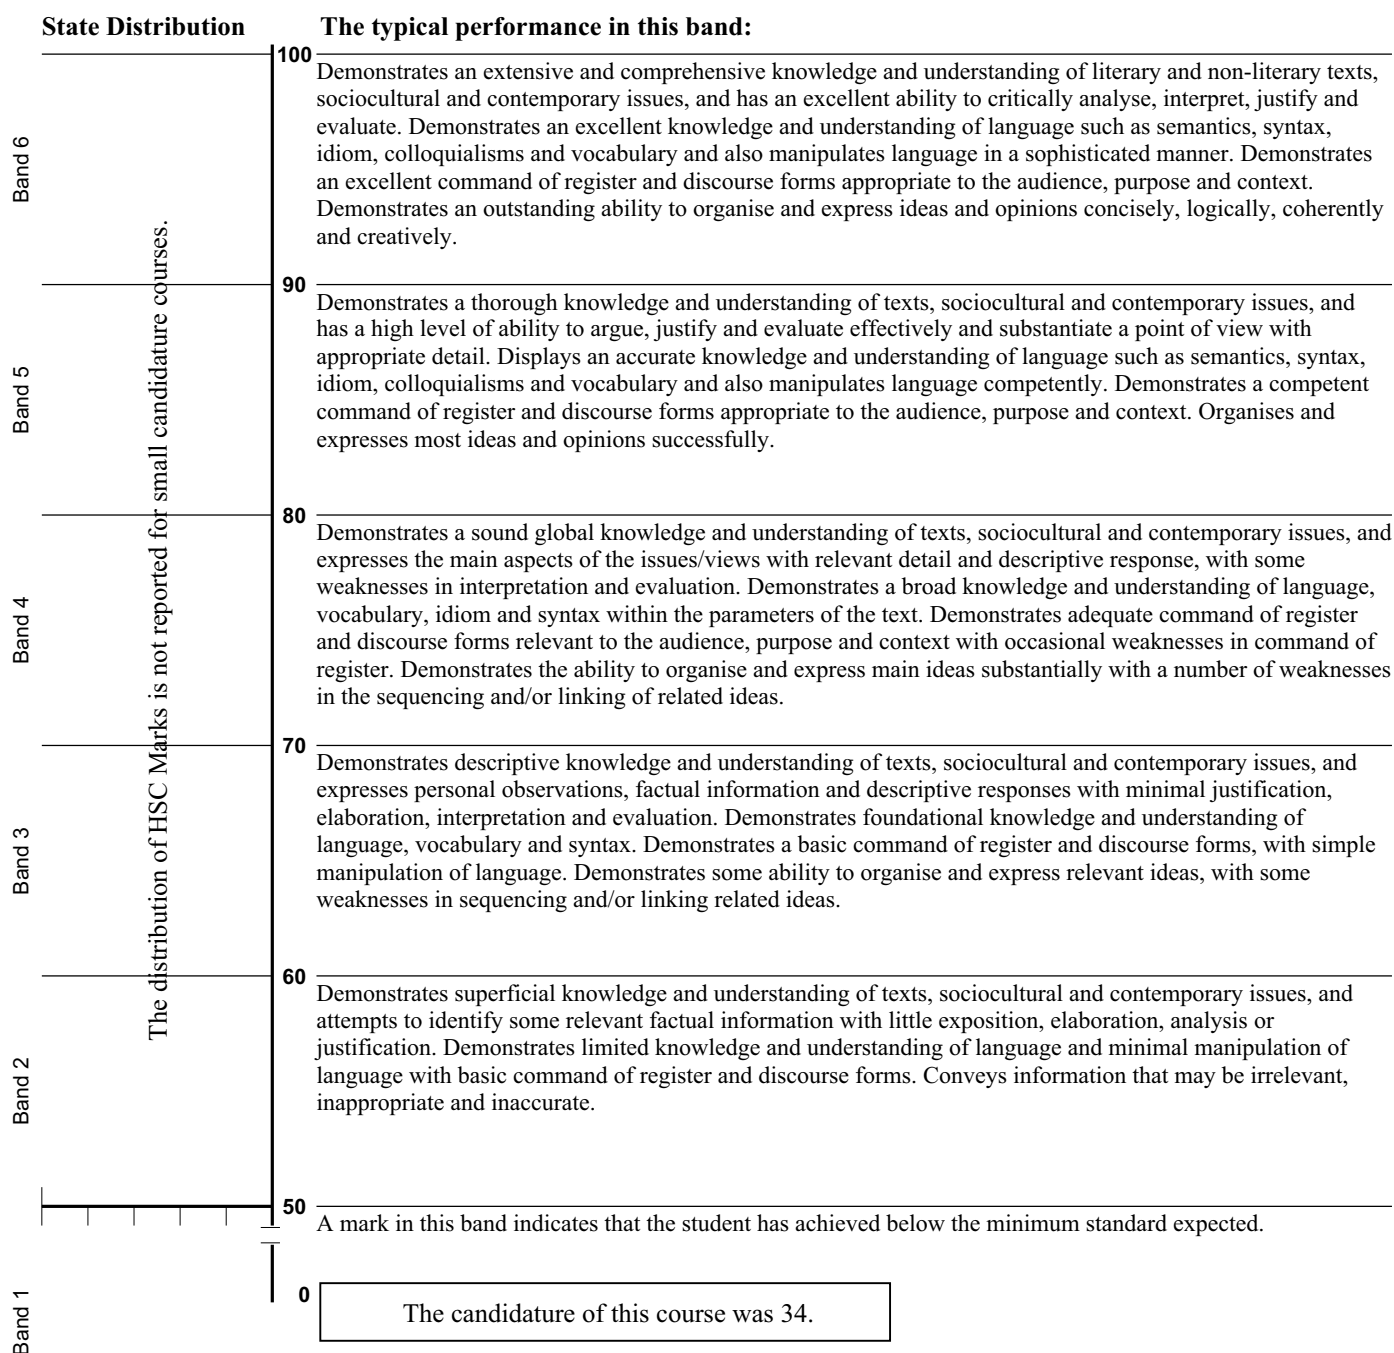 State Distribution
The typical performance in this band:
100
Band 6
Demonstrates an extensive and comprehensive knowledge and understanding of literary and non-literary texts,
sociocultural and contemporary issues, and has an excellent ability to critically analyse, interpret, justify and
evaluate. Demonstrates an excellent knowledge and understanding of language such as semantics, syntax,
idiom, colloquialisms and vocabulary and also manipulates language in a sophisticated manner. Demonstrates
an excellent command of register and discourse forms appropriate to the audience, purpose and context.
Demonstrates an outstanding ability to organise and express ideas and opinions concisely, logically, coherently
and creatively.
The distribution of HSC Marks is not reported for small candidature courses.
90
Band 5
Demonstrates a thorough knowledge and understanding of texts, sociocultural and contemporary issues, and
has a high level of ability to argue, justify and evaluate effectively and substantiate a point of view with
appropriate detail. Displays an accurate knowledge and understanding of language such as semantics, syntax,
idiom, colloquialisms and vocabulary and also manipulates language competently. Demonstrates a competent
command of register and discourse forms appropriate to the audience, purpose and context. Organises and
expresses most ideas and opinions successfully.
80
Band 4
Demonstrates a sound global knowledge and understanding of texts, sociocultural and contemporary issues, and
expresses the main aspects of the issues/views with relevant detail and descriptive response, with some
weaknesses in interpretation and evaluation. Demonstrates a broad knowledge and understanding of language,
vocabulary, idiom and syntax within the parameters of the text. Demonstrates adequate command of register
and discourse forms relevant to the audience, purpose and context with occasional weaknesses in command of
register. Demonstrates the ability to organise and express main ideas substantially with a number of weaknesses
in the sequencing and/or linking of related ideas.
70
Band 3
Demonstrates descriptive knowledge and understanding of texts, sociocultural and contemporary issues, and
expresses personal observations, factual information and descriptive responses with minimal justification,
elaboration, interpretation and evaluation. Demonstrates foundational knowledge and understanding of
language, vocabulary and syntax. Demonstrates a basic command of register and discourse forms, with simple
manipulation of language. Demonstrates some ability to organise and express relevant ideas, with some
weaknesses in sequencing and/or linking related ideas.
60
Band 2
Demonstrates superficial knowledge and understanding of texts, sociocultural and contemporary issues, and
attempts to identify some relevant factual information with little exposition, elaboration, analysis or
justification. Demonstrates limited knowledge and understanding of language and minimal manipulation of
language with basic command of register and discourse forms. Conveys information that may be irrelevant,
inappropriate and inaccurate.
50
A mark in this band indicates that the student has achieved below the minimum standard expected.
Band 1
0
The candidature of this course was 34.